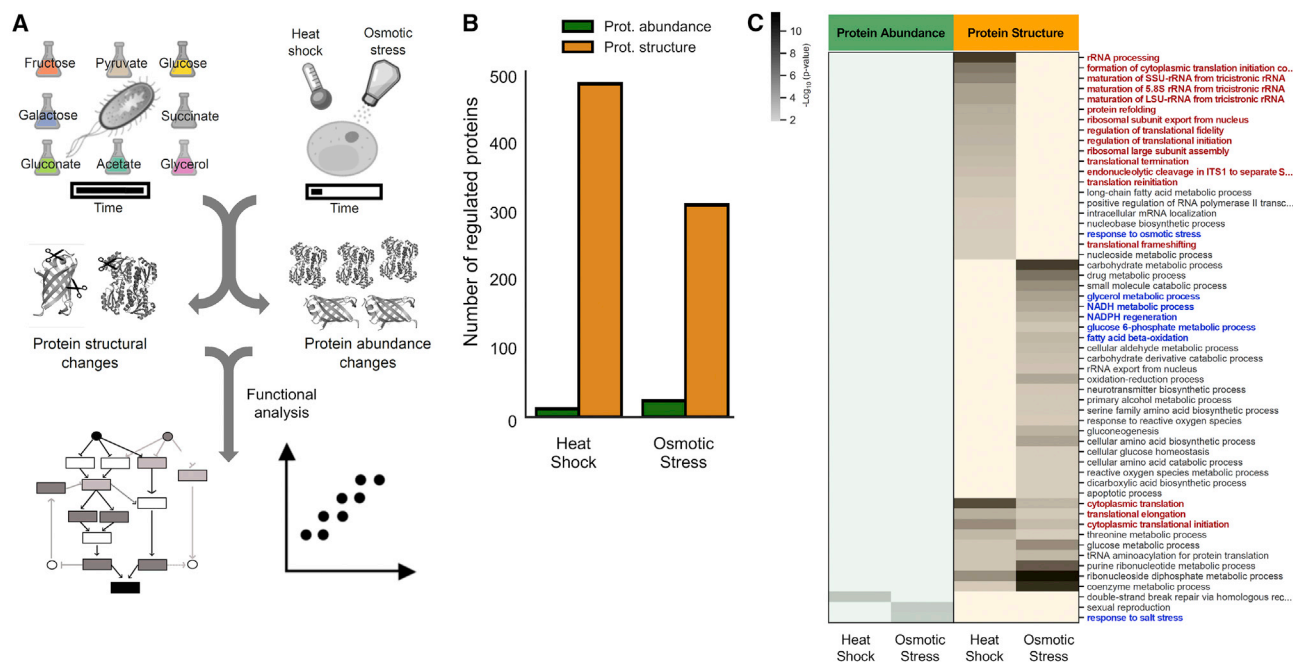 A
Fructose
Pyruvate
Glucose
Galactose
Succinate
Gluconate
Acetate
Glycerol
Time
Heat
shock
Osmotic
stress
Time
Protein structural
changes
Protein abundance
changes
Functional
analysis
B
Prot. abundance
Prot. structure
Number of regulated proteins
500
400
300
200
100
0
Heat
Shock
Osmotic
Stress
C
10
8
6
4
2
-Log10 (p-value)
Protein Abundance
Protein Structure
rRNA processing
formation of cytoplasmic translation initiation co...
maturation of SSU-rRNA from tricistronic rRNA
maturation of 5.8S rRNA from tricistronic rRNA
maturation of LSU-rRNA from tricistronic rRNA
protein refolding
ribosomal subunit export from nucleus
regulation of translational fidelity
regulation of translational initiation
ribosomal large subunit assembly
translational termination
endonucleolytic cleavage in ITS1 to separate S...
translation reinitiation
long-chain fatty acid metabolic process
positive regulation of RNA polymerase II transc...
intracellular mRNA localization
nucleobase biosynthetic process
response to osmotic stress
translational frameshifting
nucleoside metabolic process
carbohydrate metabolic process
drug metabolic process
small molecule catabolic process
glycerol metabolic process
NADH metabolic process
NADPH regeneration
glucose 6-phosphate metabolic process
fatty acid beta-oxidation
cellular aldehyde metabolic process
carbohydrate derivative catabolic process
rRNA export from nucleus
oxidation-reduction process
neurotransmitter biosynthetic process
primary alcohol metabolic process
serine family amino acid biosynthetic process
response to reactive oxygen species
gluconeogenesis
cellular amino acid biosynthetic process
cellular glucose homeostasis
cellular amino acid catabolic process
reactive oxygen species metabolic process
dicarboxylic acid biosynthetic process
apoptotic process
cytoplasmic translation
translational elongation
cytoplasmic translational initiation
threonine metabolic process
glucose metabolic process
tRNA aminoacylation for protein translation
purine ribonucleotide metabolic process
ribonucleoside diphosphate metabolic process
coenzyme metabolic process
double-strand break repair via homologous rec...
sexual reproduction
response to salt stress
Heat
Shock
Osmotic
Stress
Heat
Shock
Osmotic
Stress